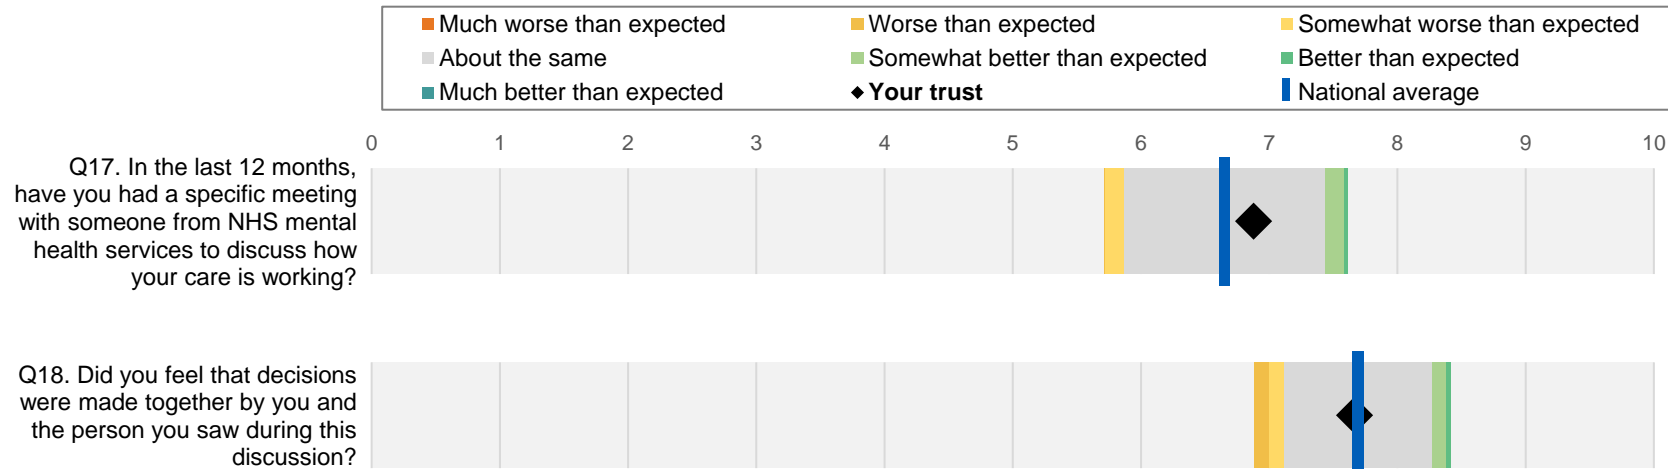 Much worse than expected
Worse than expected
Somewhat worse than expected
About the same
Somewhat better than expected
Better than expected
Much better than expected
Your trust
National average
0 1 2 3 4 5 6 7 8 9 10
Q17. In the last 12 months,
have you had a specific meeting
with someone from NHS mental
health services to discuss how
your care is working?
Q18. Did you feel that decisions
were made together by you and
the person you saw during this
discussion?